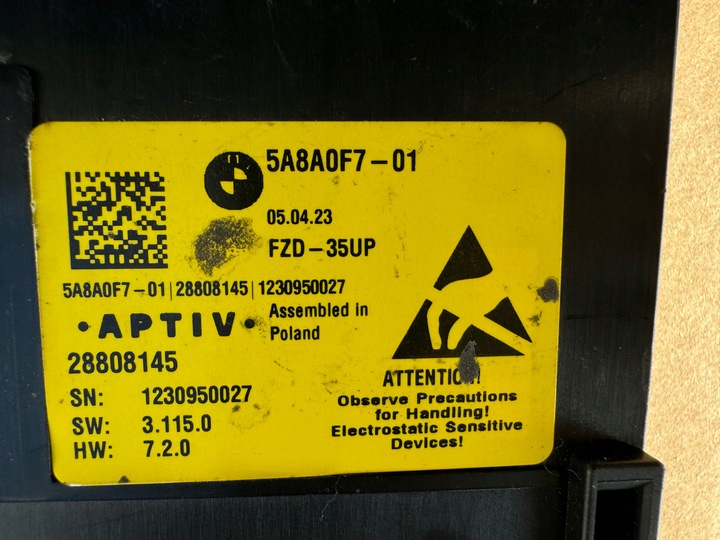 5A8A0F7-01
05.04.23
FZD-35UP
5A8A0F7-01|28808145|1230950027
•APTIV•
Assembled in
Poland
28808145
SN: 1230950027
SW: 3.115.0
HW: 7.2.0
ATTENTION!
Observe Precautions
for Handling!
Electrostatic Sensitive
Devices!